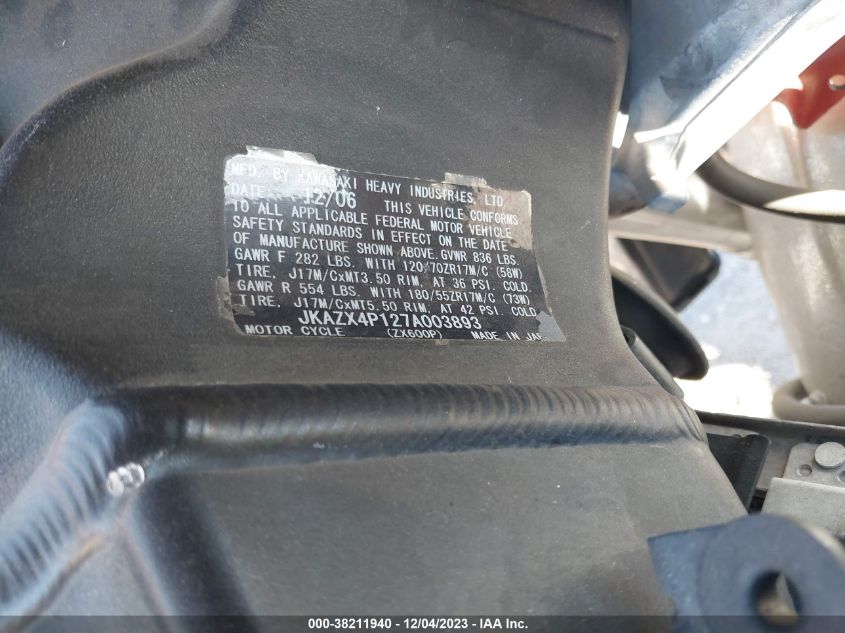 MFD. BY KAWASAKI HEAVY INDUSTRIES, LTD
DATE: 12/06 THIS VEHICLE CONFORMS
TO ALL APPLICABLE FEDERAL MOTOR VEHICLE
SAFETY STANDARDS IN EFFECT ON THE DATE
OF MANUFACTURE SHOWN ABOVE. GVWR 836 LBS.
GAWR F 282 LBS. WITH 120/70ZR17M/C (58W)
TIRE, J17M/CxMT3.50 RIM, AT 36 PSI COLD.
GAWR R 554 LBS. WITH 180/55ZR17M/C (73W)
TIRE, J17M/CxMT5.50 RIM, AT 42 PSI COLD
JKAZX4P127A003893
MOTOR CYCLE (ZX600P) MADE IN JAP
000-38211940 - 12/04/2023 - IAAI Inc.